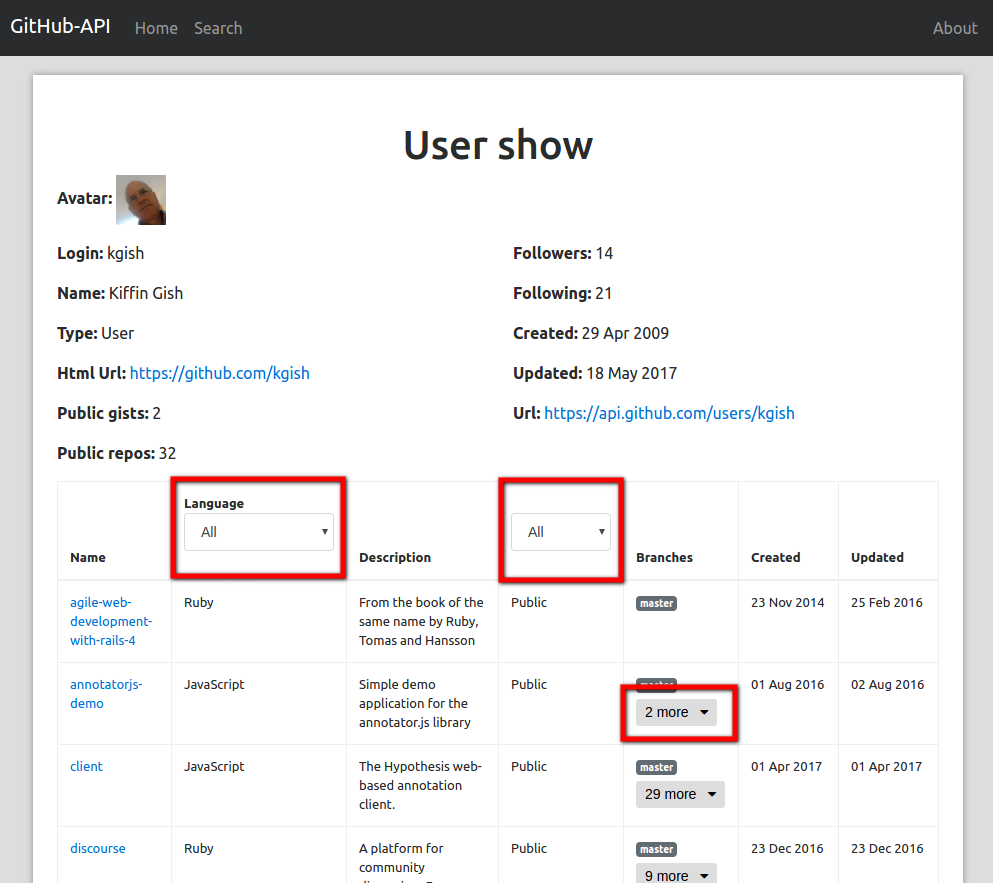 GitHub-API Home Search About
User show
Avatar:
Login: kgish Followers: 14
Name: Kiffin Gish Following: 21
Type: User Created: 29 Apr 2009
Html Url: https://github.com/kgish Updated: 18 May 2017
Public gists: 2 Url: https://api.github.com/users/kgish
Public repos: 32
Language
All All
Name Description Branches Created Updated
agile-web- Ruby From the book of the Public master 23 Nov 2014 25 Feb 2016
development- same name by Ruby,
with-rails-4 Tomas and Hansson
annotatorjs- JavaScript Simple demo Public master 01 Aug 2016 02 Aug 2016
demo application for the 2 more
annotator.js library
client JavaScript The Hypothesis web- Public master 01 Apr 2017 01 Apr 2017
based annotation 29 more
client.
discourse Ruby A platform for Public master 23 Dec 2016 23 Dec 2016
community 9 more